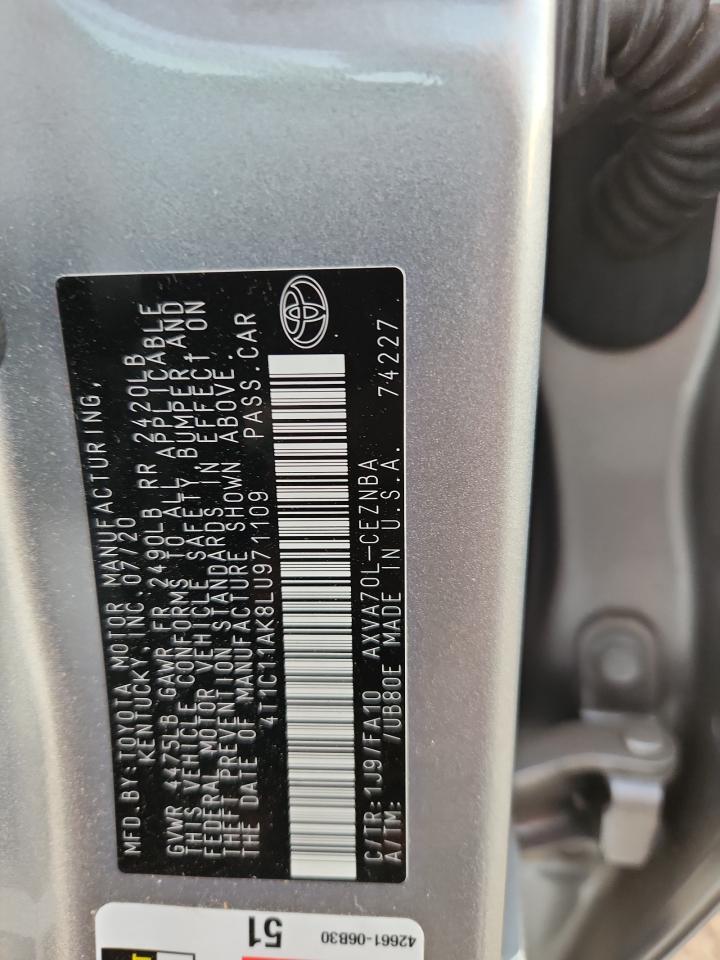 MFD.BY:TOYOTA MOTOR MANUFACTURING,
KENTUCKY, INC.07/20
GVWR 4475LB GAWR FR 2490LB RR 2420LB
THIS VEHICLE CONFORMS TO ALL APPLICABLE
FEDERAL MOTOR VEHICLE SAFETY, BUMPER AND
THEFT PREVENTION STANDARDS IN EFFECT ON
THE DATE OF MANUFACTURE SHOWN ABOVE.
4T1C11AK8LU971109 PASS.CAR
C/TR:1J9/FA10 AXVA70L-CEZNBA
A/TM: /UB80E MADE IN U.S.A. 74227
51
42661-06B30